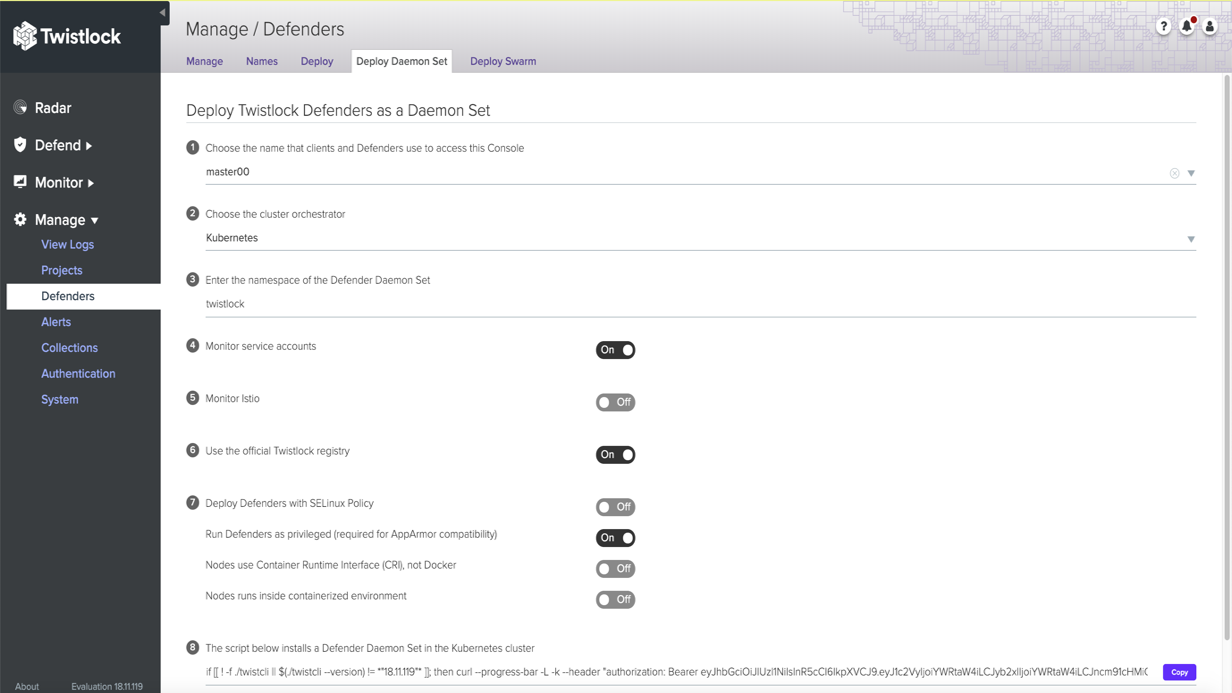 Twistlock
Manage / Defenders
?
Manage Names Deploy Deploy Daemon Set Deploy Swarm
Radar
Defend
Monitor
Manage
View Logs
Projects
Defenders
Alerts
Collections
Authentication
System
About Evaluation 18.11.119
Deploy Twistlock Defenders as a Daemon Set
1 Choose the name that clients and Defenders use to access this Console
master00
2 Choose the cluster orchestrator
Kubernetes
3 Enter the namespace of the Defender Daemon Set
twistlock
4 Monitor service accounts On
5 Monitor Istio Off
6 Use the official Twistlock registry On
7 Deploy Defenders with SELinux Policy Off
Run Defenders as privileged (required for AppArmor compatibility) On
Nodes use Container Runtime Interface (CRI), not Docker Off
Nodes runs inside containerized environment Off
8 The script below installs a Defender Daemon Set in the Kubernetes cluster
if [[ ! -f ./twistcli || $(./twistcli --version) != *"18.11.119"* ]]; then curl --progress-bar -L -k --header "authorization: Bearer
Copy